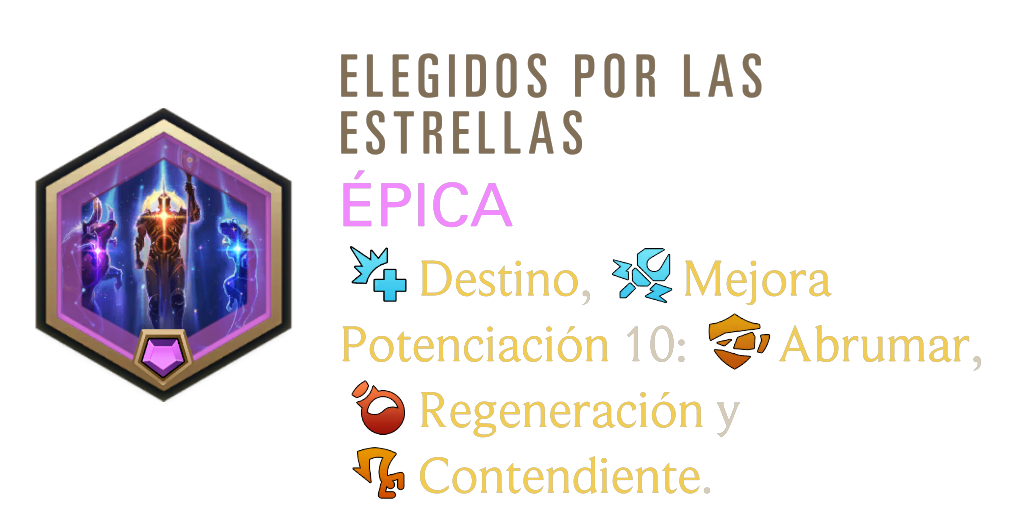 ELEGIDOS POR LAS
ESTRELLAS
ÉPICA
Destino, Mejora
Potenciación 10: Abrumar,
Regeneración y
Contendiente.